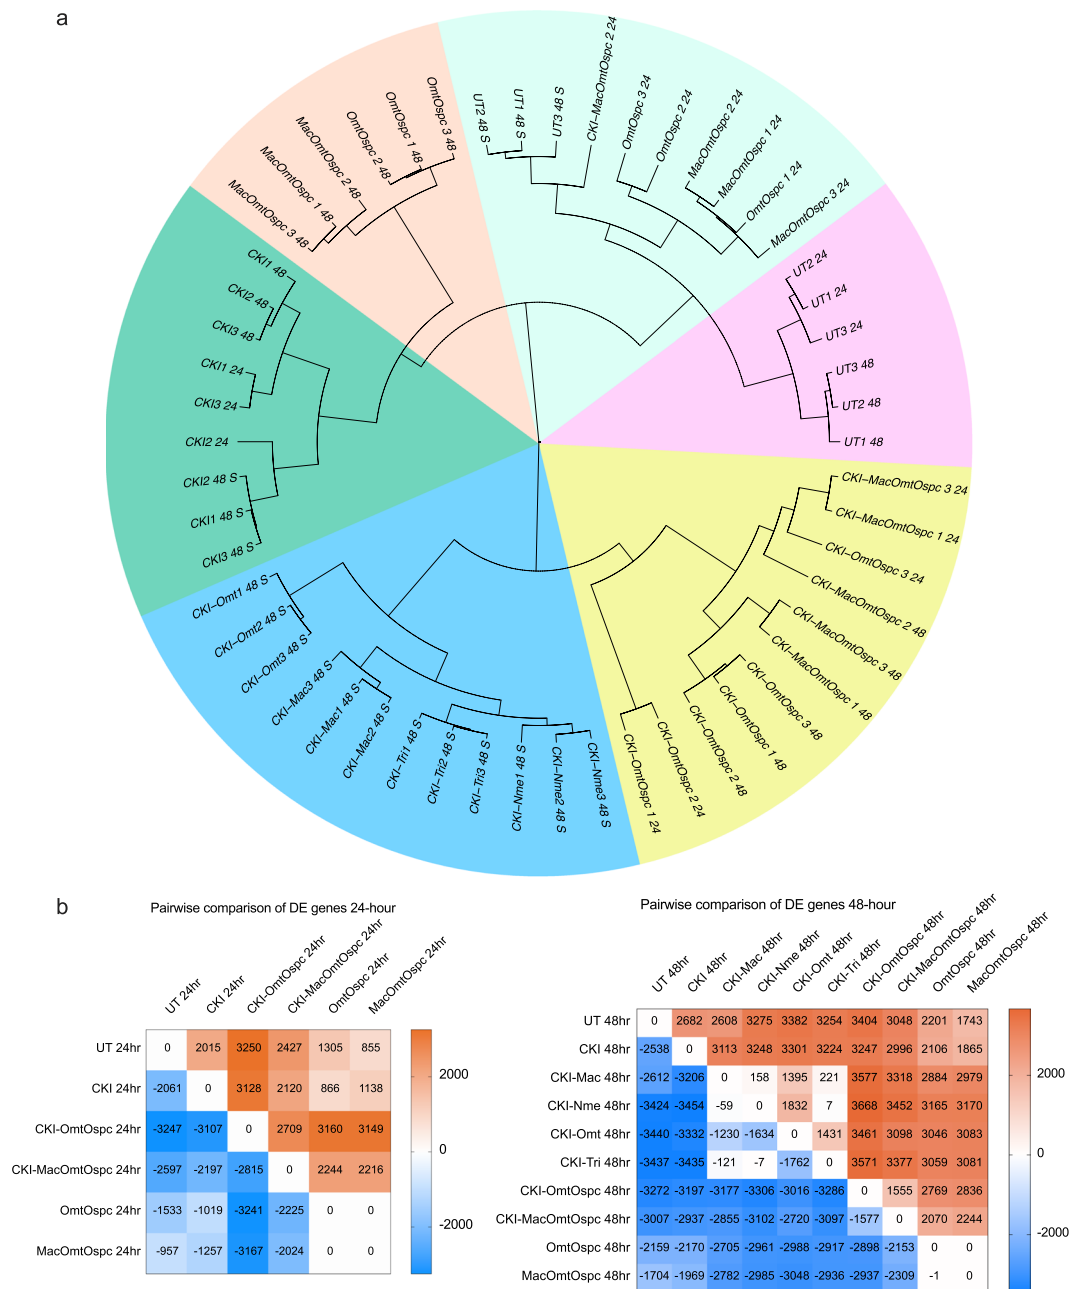 a
UT2 48 S
UT1 48 S
UT3 48 S
CKI–MacOmtOspc 2 24
OmtOspc 3 24
OmtOspc 2 24
MacOmtOspc 2 24
MacOmtOspc 1 24
OmtOspc 1 24
MacOmtOspc 3 24
UT2 24
UT1 24
UT3 24
UT3 48
UT2 48
UT1 48
CKI–MacOmtOspc 3 24
CKI–MacOmtOspc 1 24
CKI–OmtOspc 3 24
CKI–MacOmtOspc 2 48
CKI–MacOmtOspc 3 48
CKI–MacOmtOspc 1 48
CKI–OmtOspc 3 48
CKI–OmtOspc 1 48
CKI–OmtOspc 2 48
CKI–OmtOspc 2 24
CKI–OmtOspc 1 24
CKI–Nme3 48 S
CKI–Nme2 48 S
CKI–Nme1 48 S
CKI–Tri3 48 S
CKI–Tri2 48 S
CKI–Tri1 48 S
CKI–Mac2 48 S
CKI–Mac1 48 S
CKI–Mac3 48 S
CKI–Omt3 48 S
CKI–Omt2 48 S
CKI–Omt1 48 S
CKI3 48 S
CKI1 48 S
CKI2 48 S
CKI2 24
CKI3 24
CKI1 24
CKI3 48
CKI2 48
CKI1 48
MacOmtOspc 3 48
MacOmtOspc 1 48
MacOmtOspc 2 48
OmtOspc 2 48
OmtOspc 1 48
OmtOspc 3 48
b
Pairwise comparison of DE genes 24-hour
UT 24hr
CKI 24hr
CKI-OmtOspc 24hr
CKI-MacOmtOspc 24hr
OmtOspc 24hr
MacOmtOspc 24hr
UT 24hr 0 2015 3250 2427 1305 855
CKI 24hr -2061 0 3128 2120 866 1138
CKI-OmtOspc 24hr -3247 -3107 0 2709 3160 3149
CKI-MacOmtOspc 24hr -2597 -2197 -2815 0 2244 2216
OmtOspc 24hr -1533 -1019 -3241 -2225 0 0
MacOmtOspc 24hr -957 -1257 -3167 -2024 0 0
2000
0
-2000
Pairwise comparison of DE genes 48-hour
UT 48hr
CKI 48hr
CKI-Mac 48hr
CKI-Nme 48hr
CKI-Omt 48hr
CKI-Tri 48hr
CKI-OmtOspc 48hr
CKI-MacOmtOspc 48hr
OmtOspc 48hr
MacOmtOspc 48hr
UT 48hr 0 2682 2608 3275 3382 3254 3404 3048 2201 1743
CKI 48hr -2538 0 3113 3248 3301 3224 3247 2996 2106 1865
CKI-Mac 48hr -2612 -3206 0 158 1395 221 3577 3318 2884 2979
CKI-Nme 48hr -3424 -3454 -59 0 1832 7 3668 3452 3165 3170
CKI-Omt 48hr -3440 -3332 -1230 -1634 0 1431 3461 3098 3046 3083
CKI-Tri 48hr -3437 -3435 -121 -7 -1762 0 3571 3377 3059 3081
CKI-OmtOspc 48hr -3272 -3197 -3177 -3306 -3016 -3286 0 1555 2769 2836
CKI-MacOmtOspc 48hr -3007 -2937 -2855 -3102 -2720 -3097 -1577 0 2070 2244
OmtOspc 48hr -2159 -2170 -2705 -2961 -2988 -2917 -2898 -2153 0 0
MacOmtOspc 48hr -1704 -1969 -2782 -2985 -3048 -2936 -2937 -2309 -1 0
2000
0
-2000